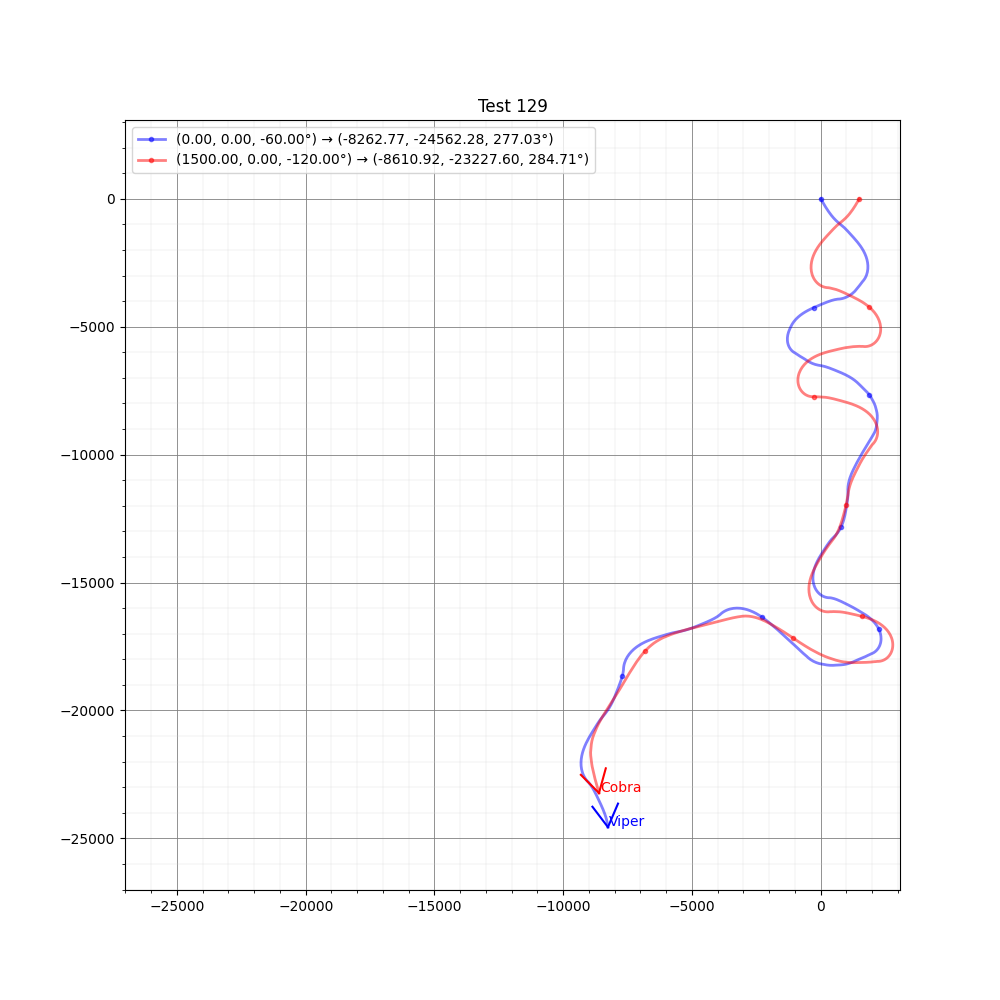 Test 129
(0.00, 0.00, -60.00°) → (-8262.77, -24562.28, 277.03°)
(1500.00, 0.00, -120.00°) → (-8610.92, -23227.60, 284.71°)
0
−5000
−10000
−15000
−20000
−25000
Cobra
Viper
−25000 −20000 −15000 −10000 −5000 0